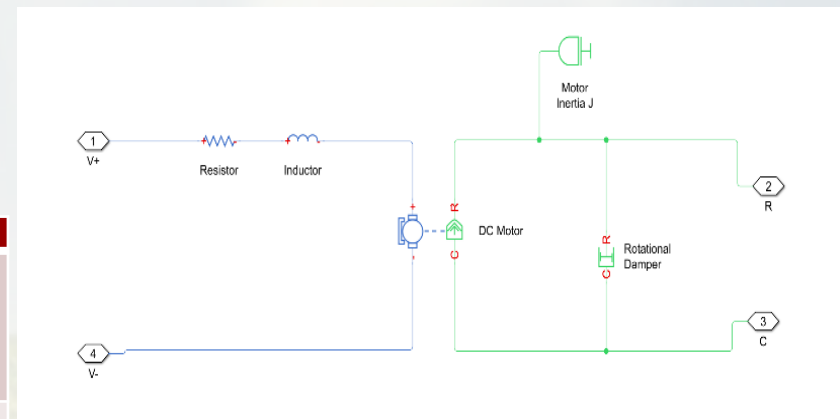 Motor
Inertia J
1
V+
Resistor
Inductor
+
-
R
C
DC Motor
R
C
Rotational
Damper
2
R
3
C
4
V-